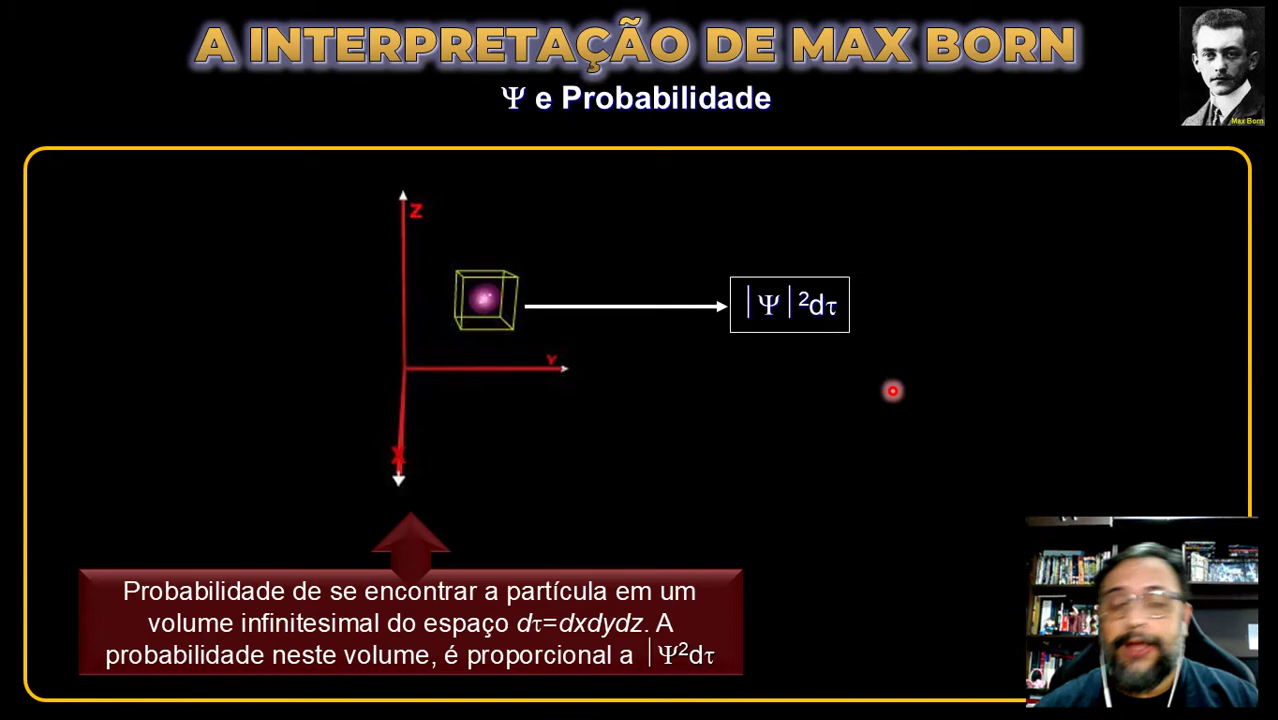 A INTERPRETAÇÃO DE MAX BORN
Ψ e Probabilidade
Max Born
Z
|Ψ|²dτ
Y
X
Probabilidade de se encontrar a partícula em um
volume infinitesimal do espaço dτ=dxdydz. A
probabilidade neste volume, é proporcional a |Ψ²dτ